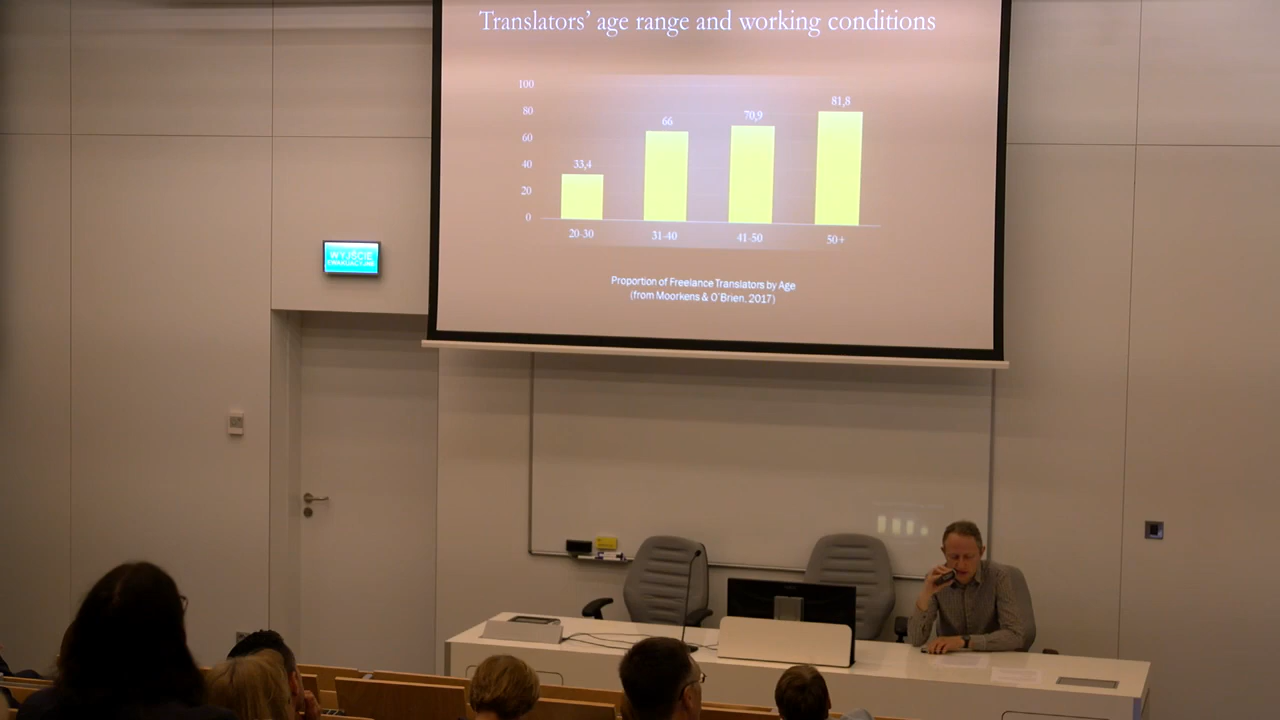 Translators’ age range and working conditions
100
80
60
40
20
0
33,4
66
70,9
81,8
20-30
31-40
41-50
50+
Proportion of Freelance Translators by Age
(from Moorkens & O'Brien, 2017)
WYJŚCIE
EWAKUACYJNE